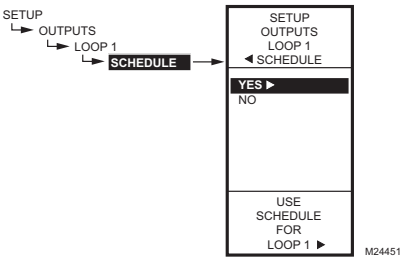 SETUP
OUTPUTS
LOOP 1
SCHEDULE
SETUP
OUTPUTS
LOOP 1
◄ SCHEDULE
YES ►
NO
USE
SCHEDULE
FOR
LOOP 1 ►
M24451